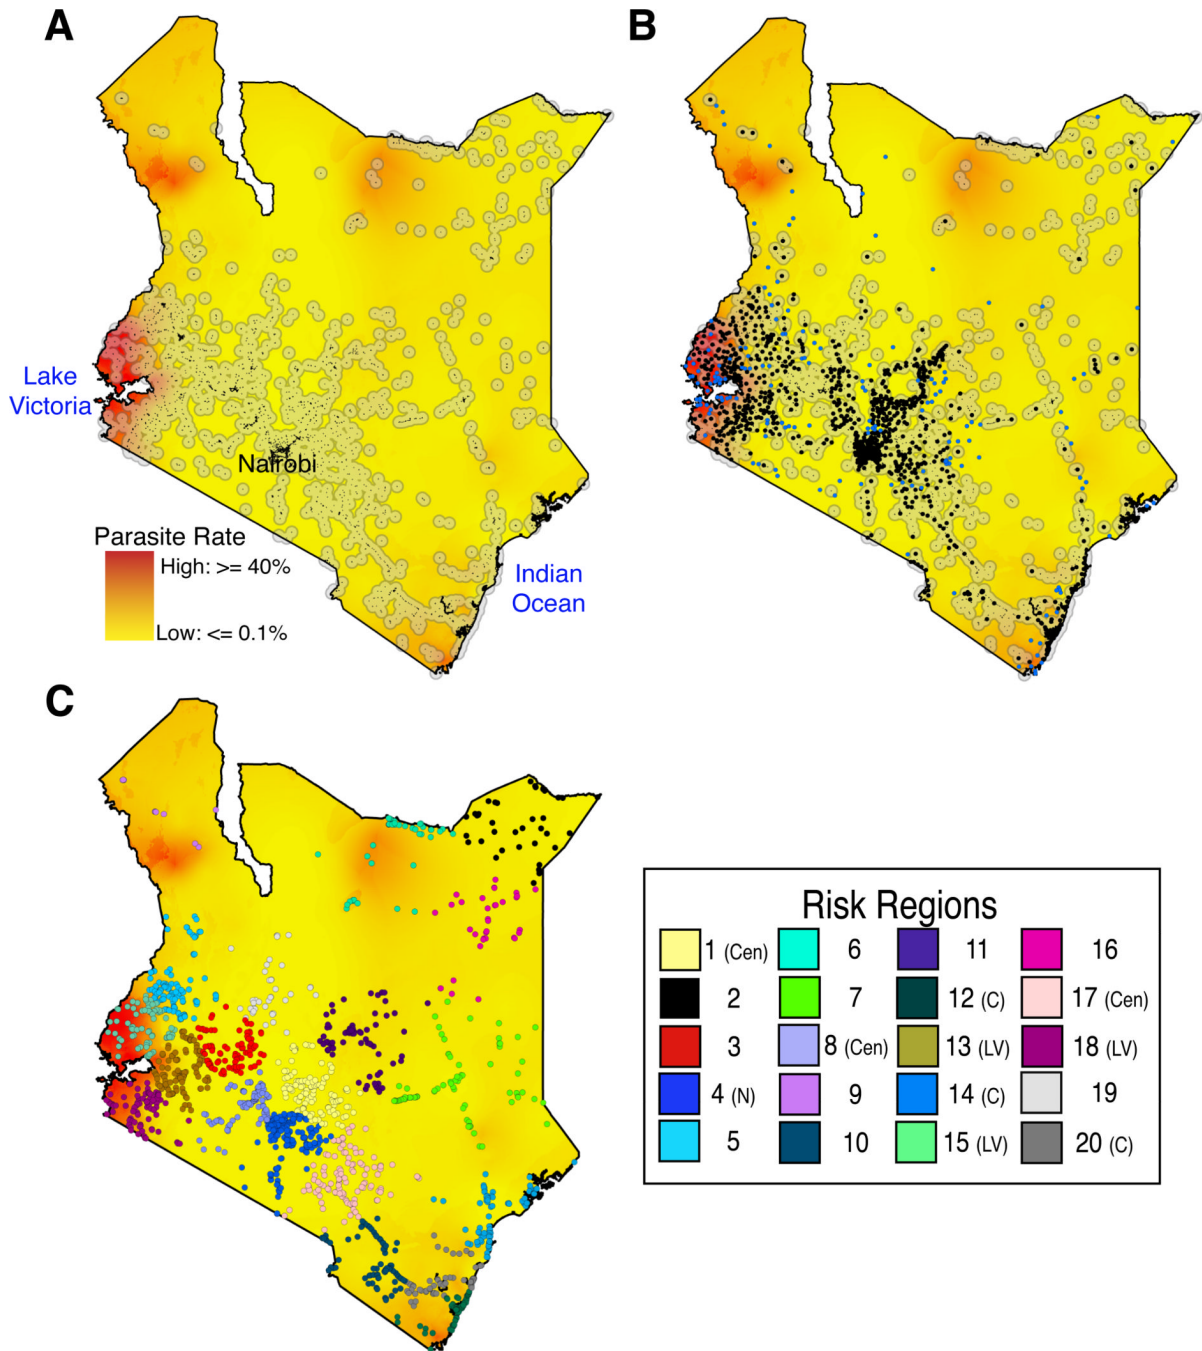 A
B
Lake
Victoria
Nairobi
Parasite Rate
High: >= 40%
Low: <= 0.1%
Indian
Ocean
C
Risk Regions
1 (Cen)
6
11
16
2
7
12 (C)
17 (Cen)
3
8 (Cen)
13 (LV)
18 (LV)
4 (N)
9
14 (C)
19
5
10
15 (LV)
20 (C)